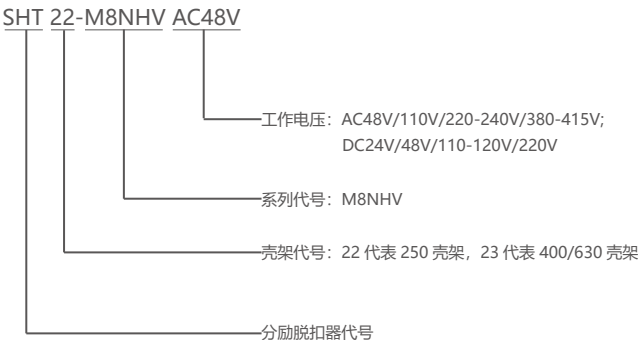 SHT 22-M8NHV AC48V
工作电压：AC48V/110V/220-240V/380-415V;
DC24V/48V/110-120V/220V
系列代号：M8NHV
壳架代号：22 代表 250 壳架，23 代表 400/630 壳架
分励脱扣器代号